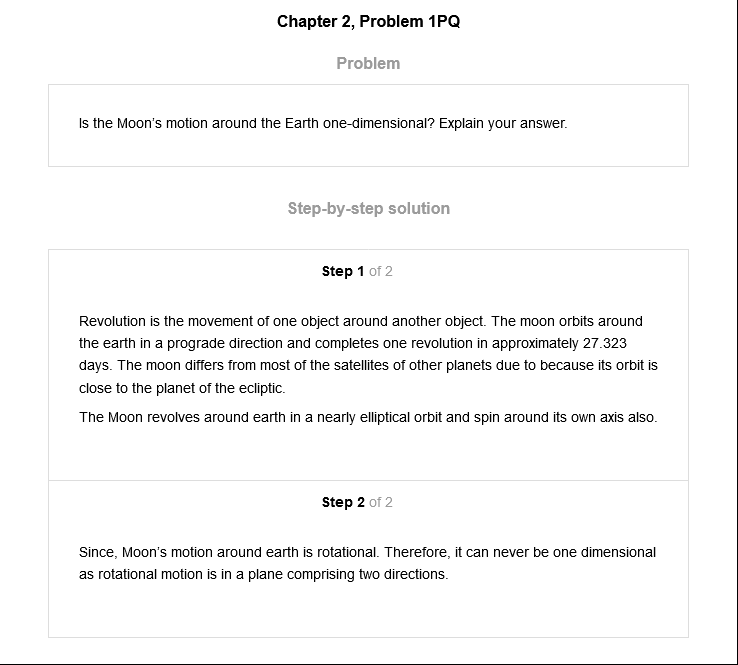 Chapter 2, Problem 1PQ
Problem
Is the Moon's motion around the Earth one-dimensional? Explain your answer.
Step-by-step solution
Step 1 of 2
Revolution is the movement of one object around another object. The moon orbits around
the earth in a prograde direction and completes one revolution in approximately 27.323
days. The moon differs from most of the satellites of other planets due to because its orbit is
close to the planet of the ecliptic.
The Moon revolves around earth in a nearly elliptical orbit and spin around its own axis also.
Step 2 of 2
Since, Moon's motion around earth is rotational. Therefore, it can never be one dimensional
as rotational motion is in a plane comprising two directions.